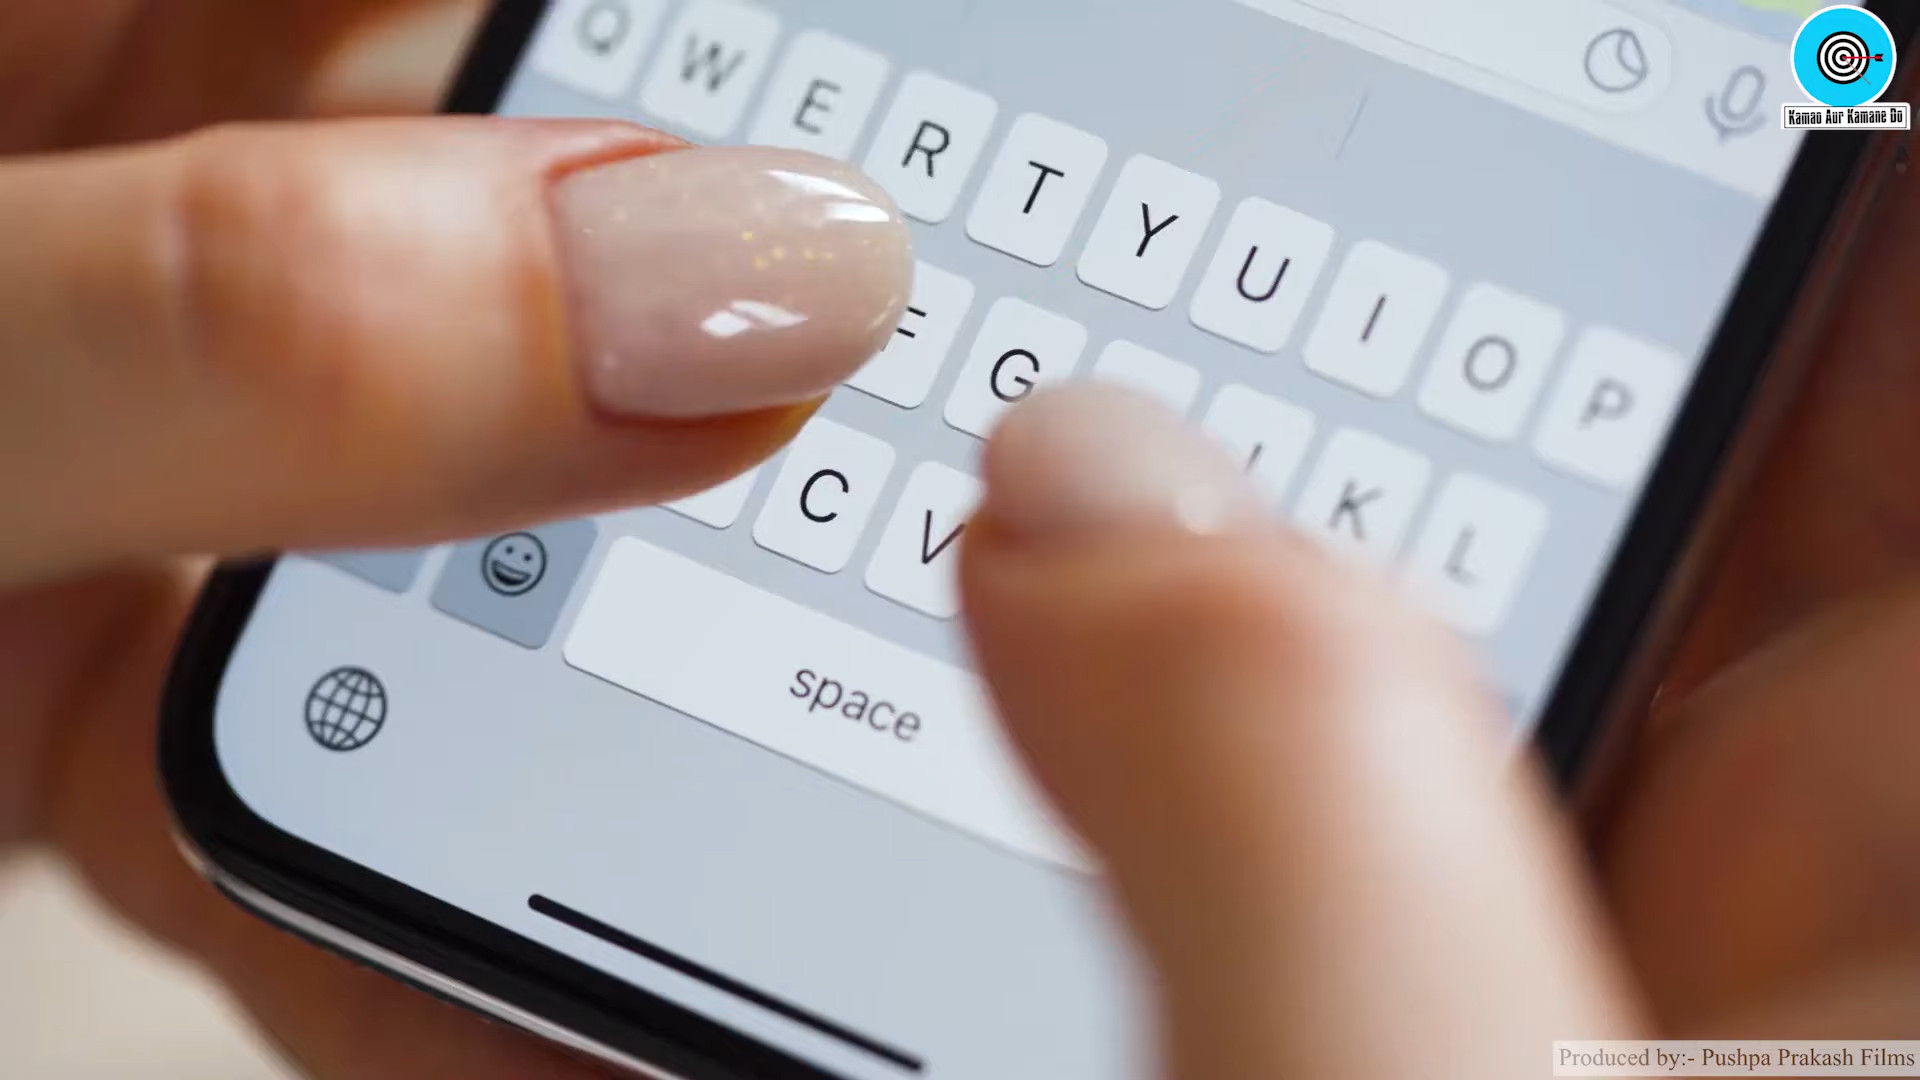 Kamao Aur Kamane Do
Q W E R T Y U I O P
F G J K L
C V
space
Produced by:- Pushpa Prakash Films